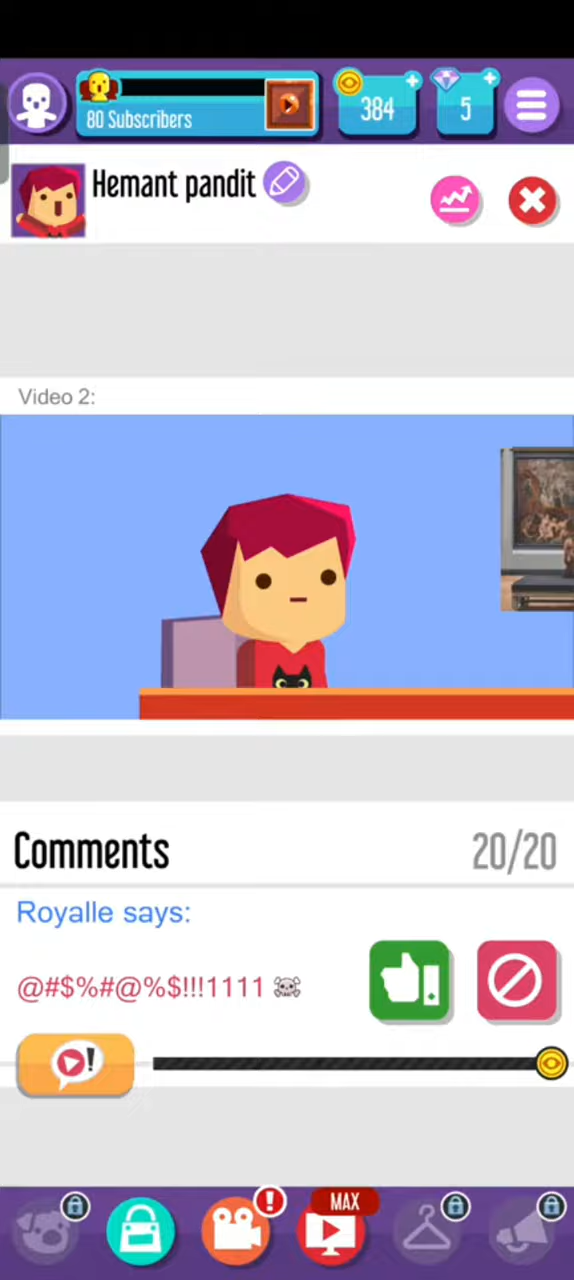 80 Subscribers
384
5
Hemant pandit
Video 2:
Comments
20/20
Royalle says:
@#$%#@%$!!!1111 ☠
!
!
MAX